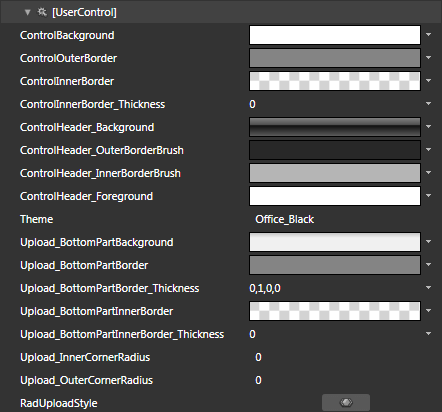 [UserControl]
ControlBackground
ControlOuterBorder
ControlInnerBorder
ControlInnerBorder_Thickness 0
ControlHeader_Background
ControlHeader_OuterBorderBrush
ControlHeader_InnerBorderBrush
ControlHeader_Foreground
Theme Office_Black
Upload_BottomPartBackground
Upload_BottomPartBorder
Upload_BottomPartBorder_Thickness 0,1,0,0
Upload_BottomPartInnerBorder
Upload_BottomPartInnerBorder_Thickness 0
Upload_InnerCornerRadius 0
Upload_OuterCornerRadius 0
RadUploadStyle